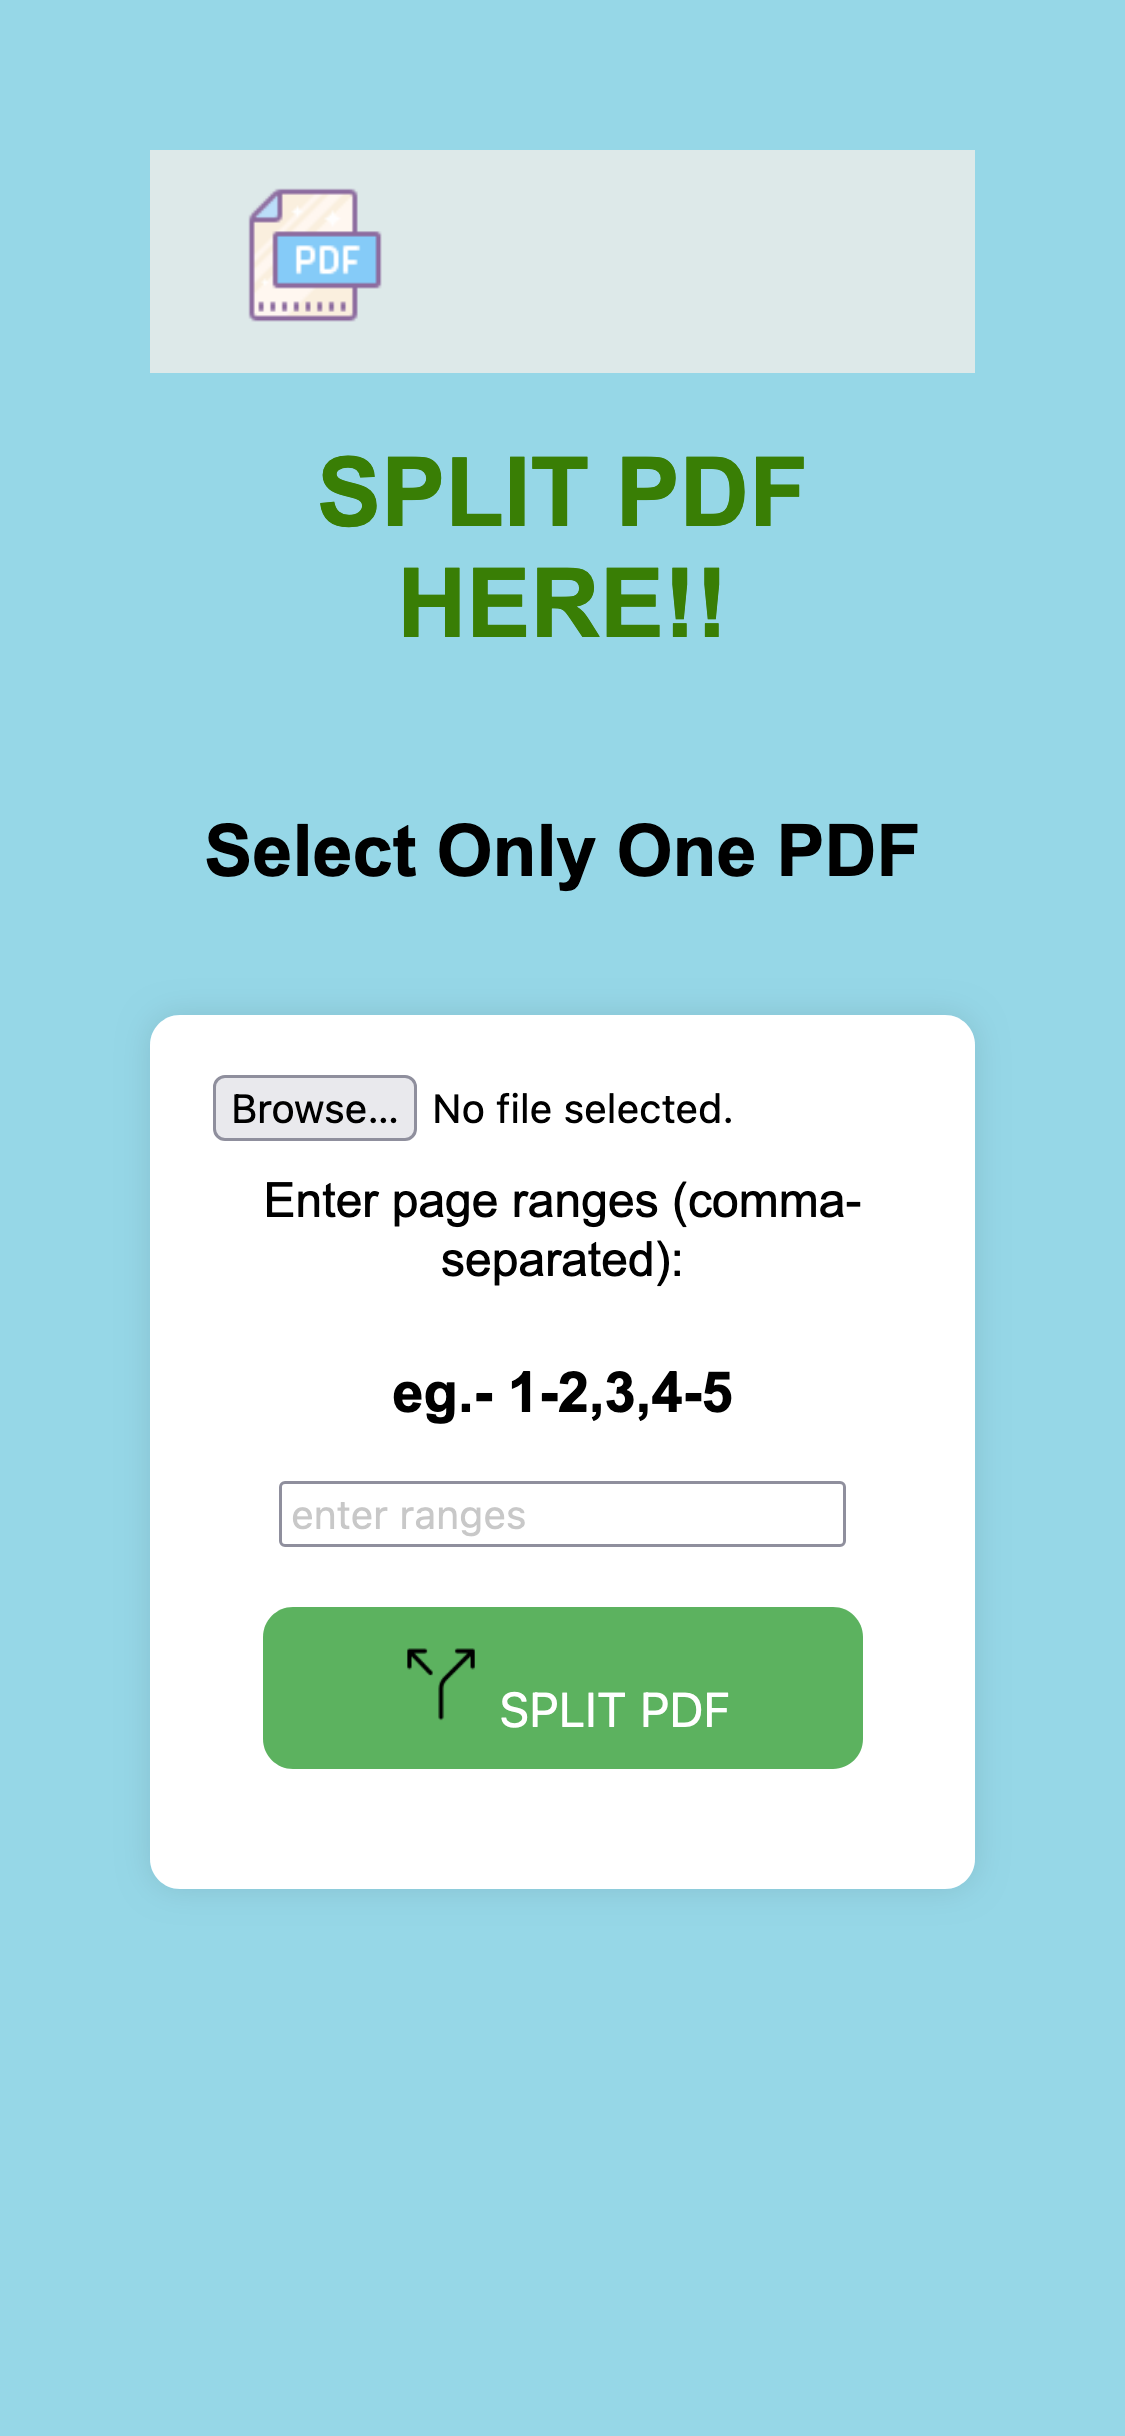 PDF
SPLIT PDF
HERE!!
Select Only One PDF
Browse... No file selected.
Enter page ranges (comma-
separated):
eg.- 1-2,3,4-5
enter ranges
SPLIT PDF